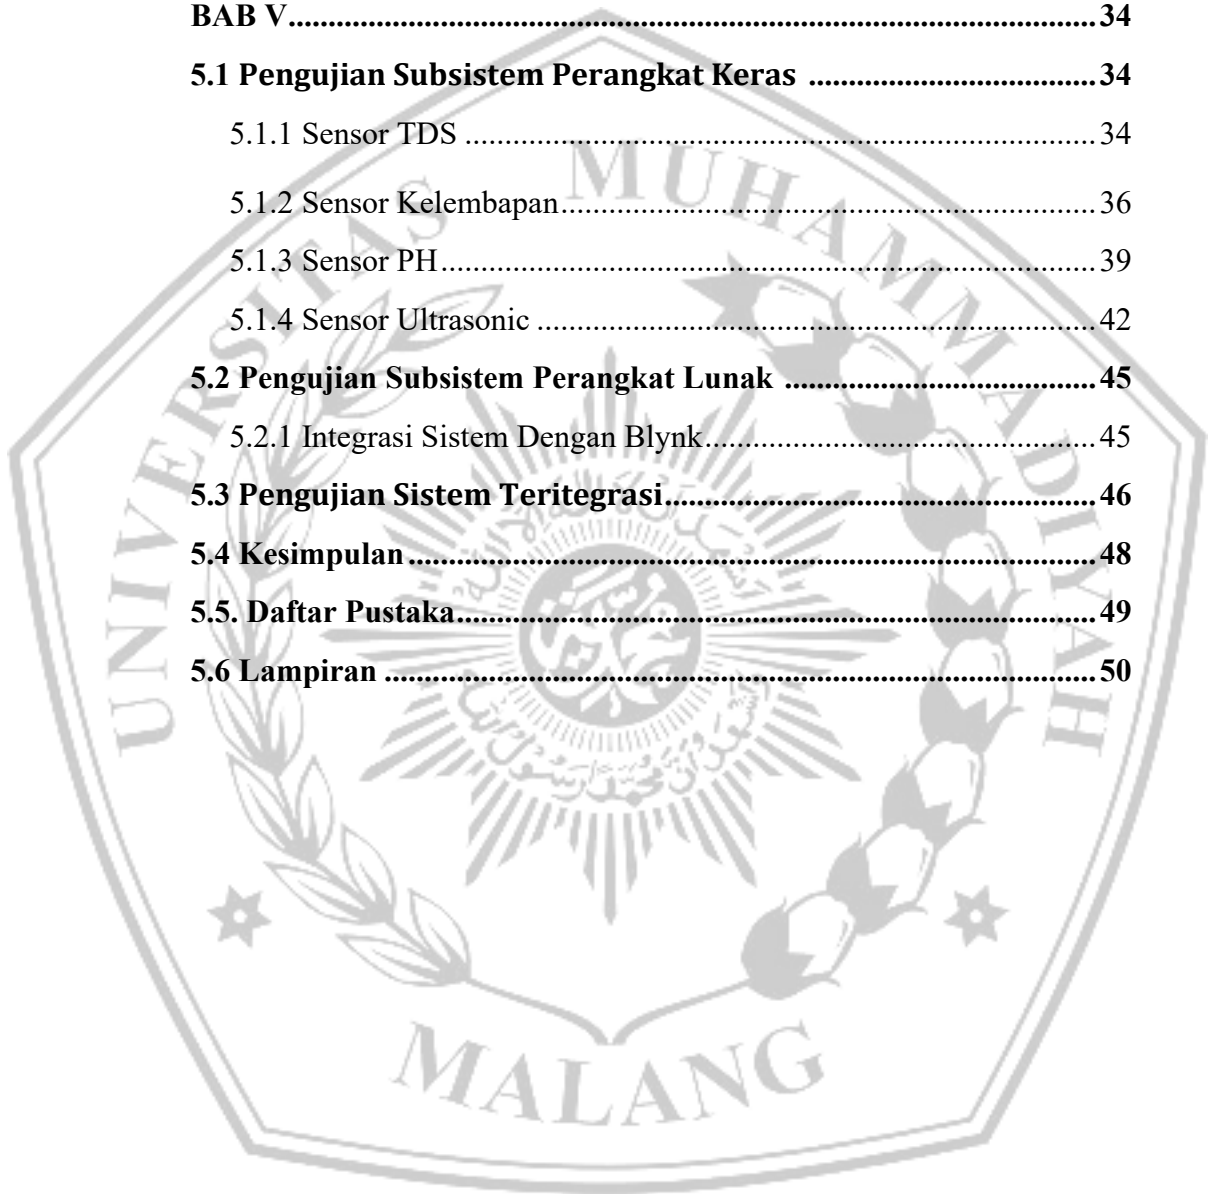 BAB V 34
5.1 Pengujian Subsistem Perangkat Keras 34
5.1.1 Sensor TDS 34
5.1.2 Sensor Kelembapan 36
5.1.3 Sensor PH 39
5.1.4 Sensor Ultrasonic 42
5.2 Pengujian Subsistem Perangkat Lunak 45
5.2.1 Integrasi Sistem Dengan Blynk 45
5.3 Pengujian Sistem Teritegrasi 46
5.4 Kesimpulan 48
5.5. Daftar Pustaka 49
5.6 Lampiran 50
UNIVERSITAS MUHAMMADIYAH
MALANG